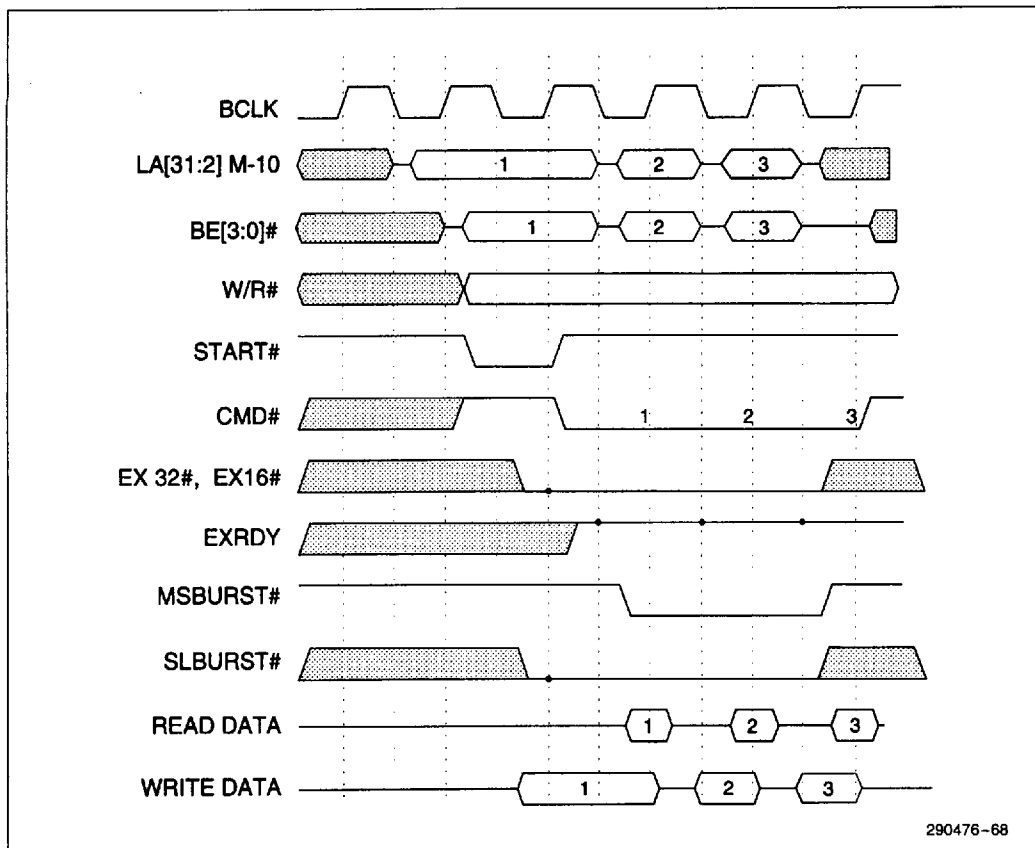 BCLK
LA[31:2] M-10 1 2 3
BE[3:0]# 1 2 3
W/R#
START#
CMD# 1 2 3
EX 32#, EX16#
EXRDY
MSBURST#
SLBURST#
READ DATA 1 2 3
WRITE DATA 1 2 3
290476-68